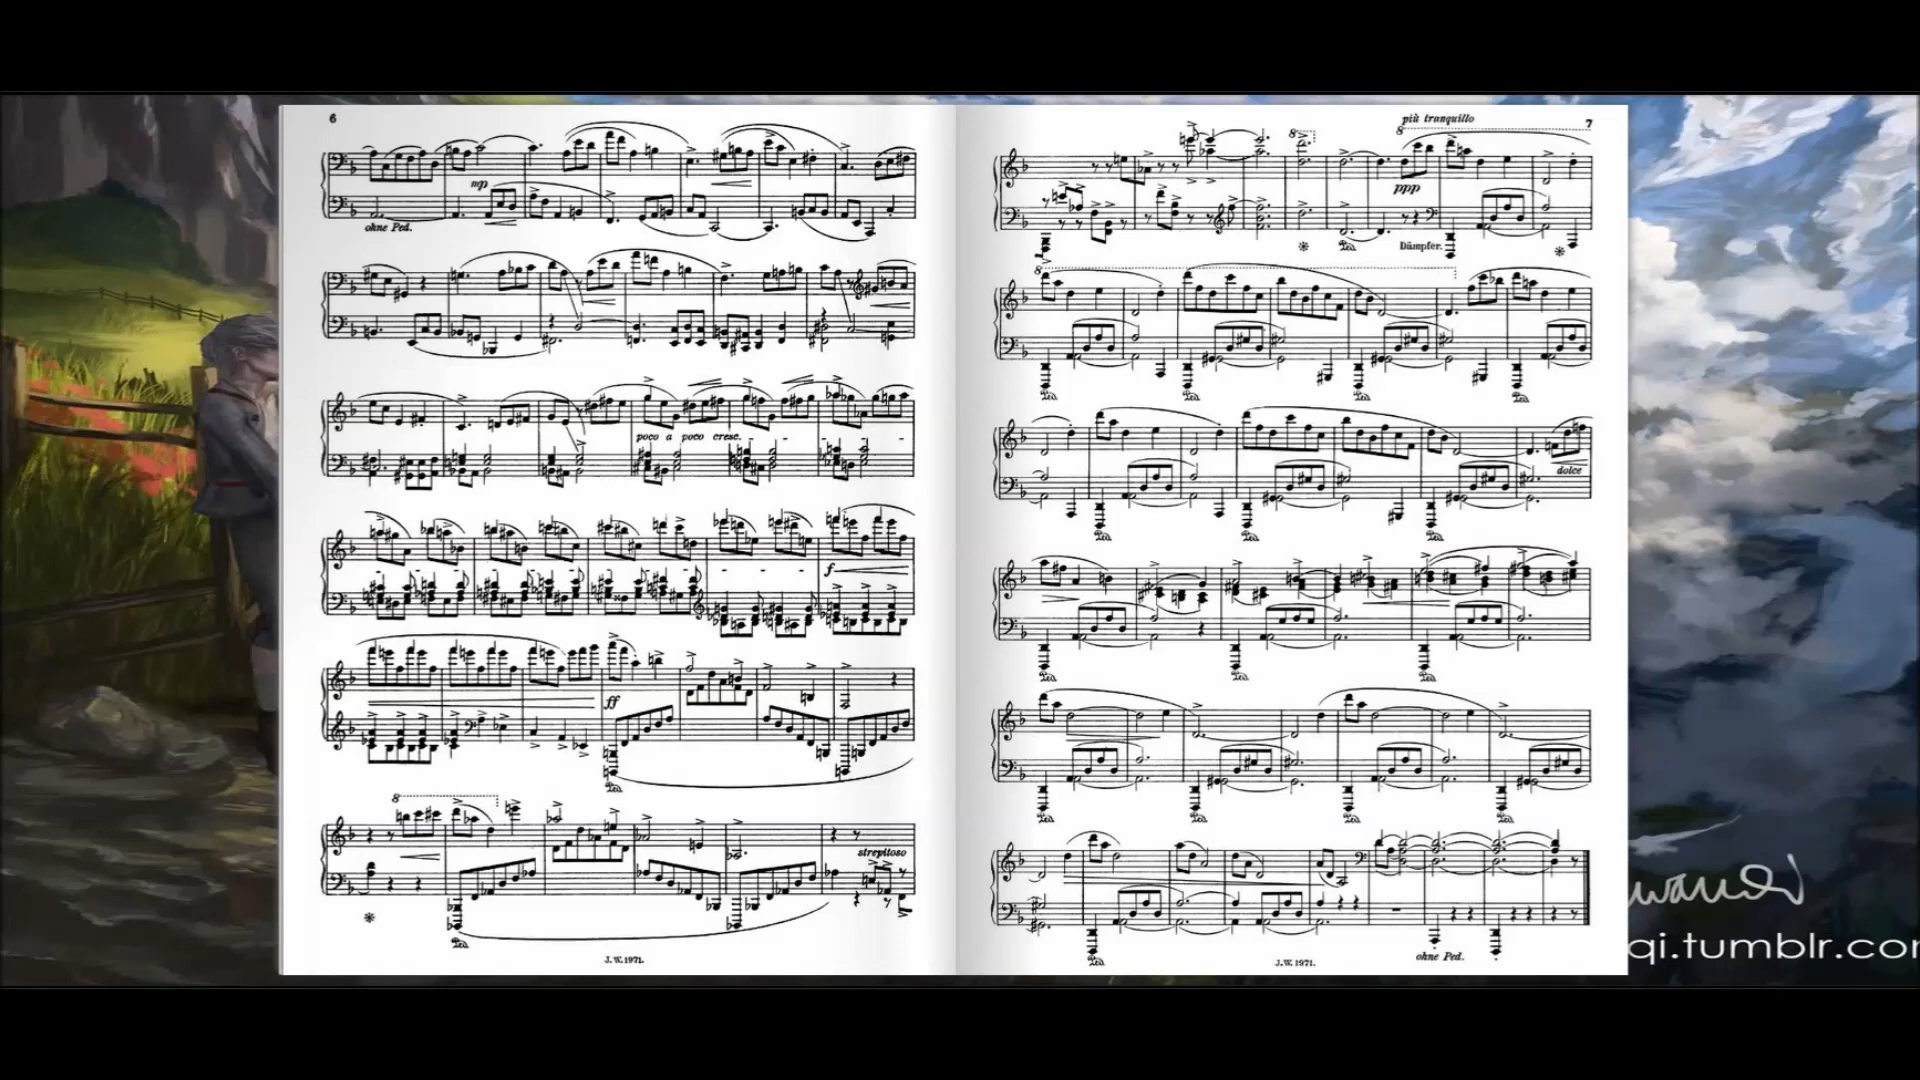 6
mp
ohne Ped.
poco a poco cresc.
f
ff
8
strepitoso
J. W. 1971.
7
più tranquillo
8
8
ppp
Dämpfer.
8
dolce
ohne Ped.
J. W. 1971.
qi.tumblr.co